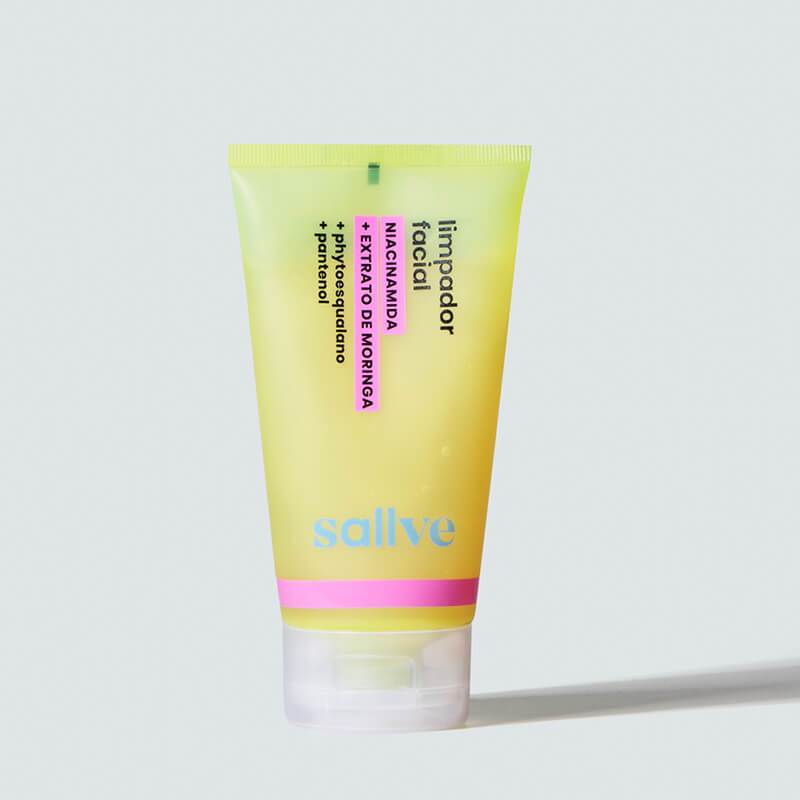 limpador
facial
NIACINAMIDA
+ EXTRATO DE MORINGA
+ phytoesqualano
+ pantenol
sallve